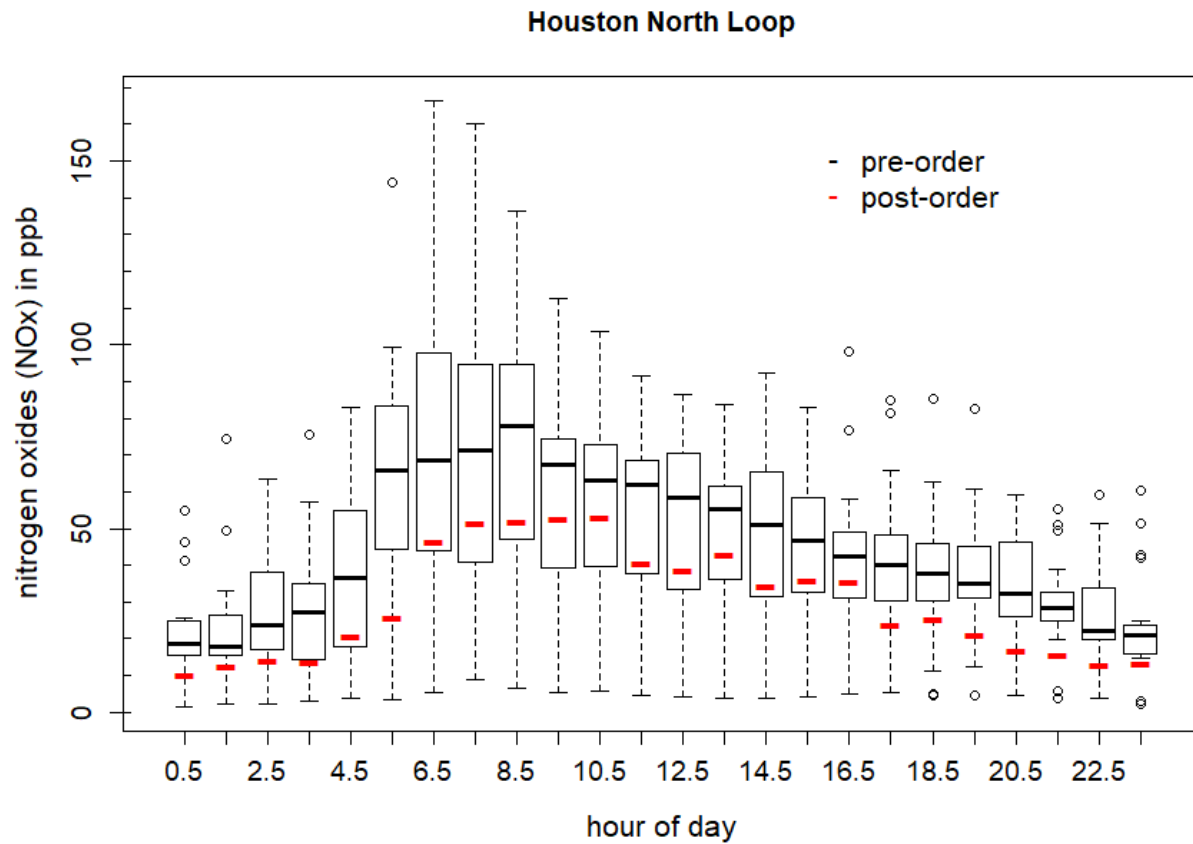 Houston North Loop
nitrogen oxides (NOx) in ppb
150
100
50
0
- pre-order
- post-order
0.5 2.5 4.5 6.5 8.5 10.5 12.5 14.5 16.5 18.5 20.5 22.5
hour of day